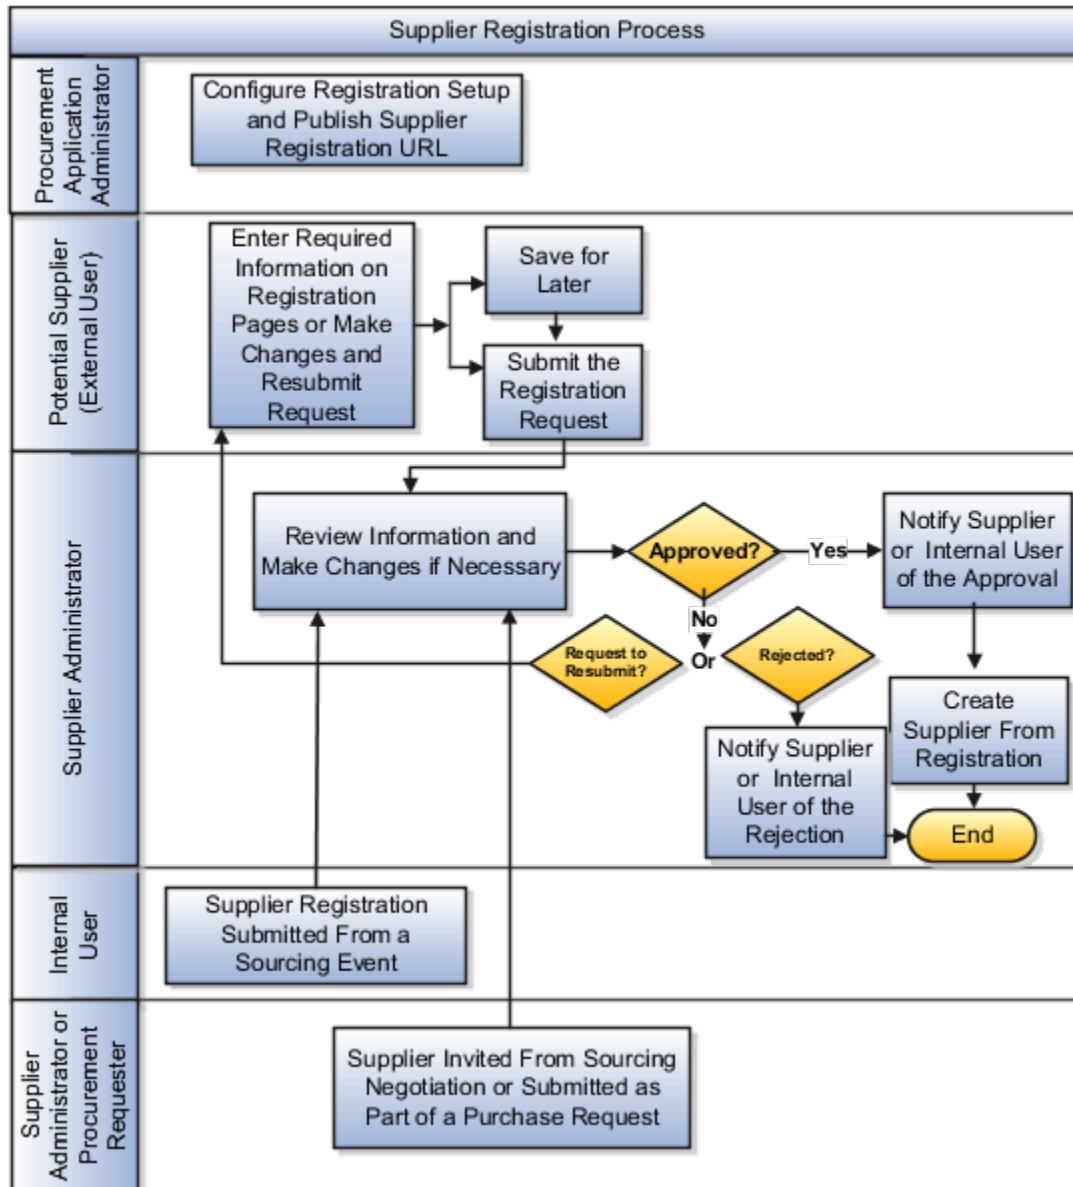 Supplier Registration Process
Procurement
Application
Administrator
Configure Registration Setup
and Publish Supplier
Registration URL
Potential Supplier
(External User)
Enter Required
Information on
Registration
Pages or Make
Changes and
Resubmit
Request
Save for
Later
Submit the
Registration
Request
Supplier Administrator
Review Information and
Make Changes if Necessary
Approved?
Yes
Notify Supplier
or Internal User
of the Approval
No
Or
Request to
Resubmit?
Rejected?
Notify Supplier
or Internal
User of the
Rejection
Create
Supplier From
Registration
End
Internal
User
Supplier Registration
Submitted From a
Sourcing Event
Supplier
Administrator or
Procurement
Requester
Supplier Invited From Sourcing
Negotiation or Submitted as
Part of a Purchase Request